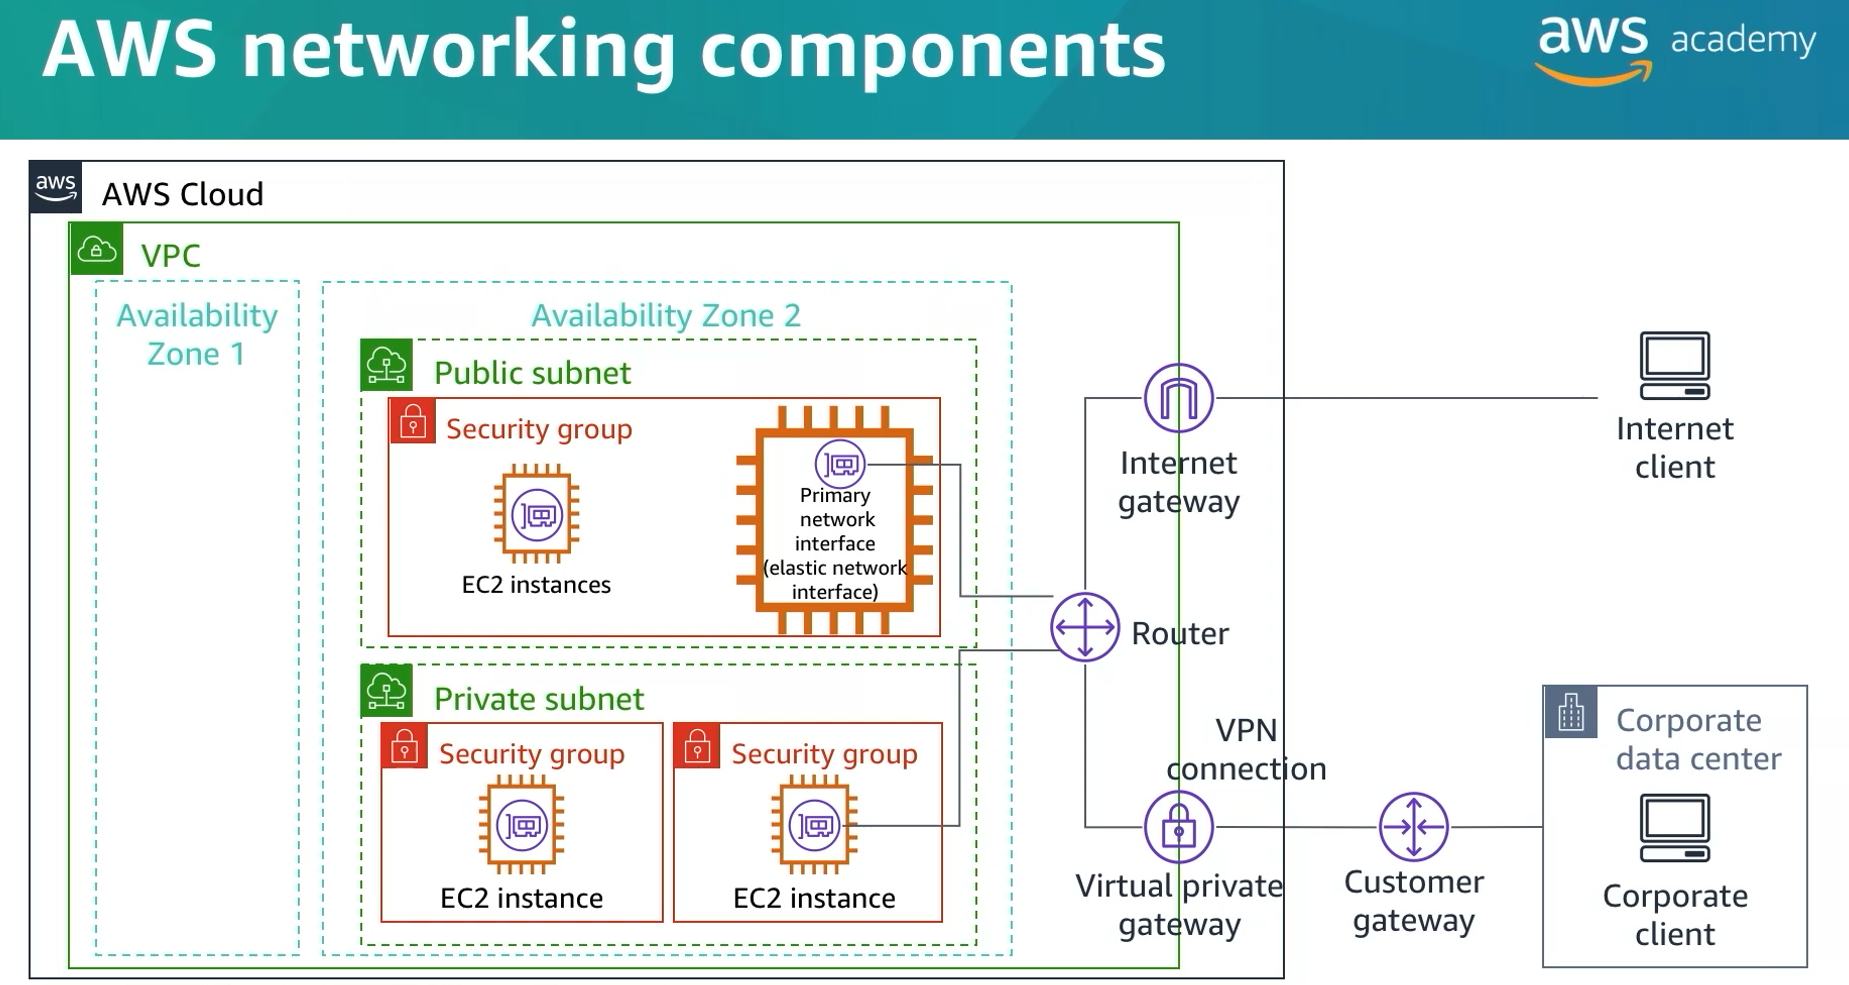 AWS networking components
aws academy
aws
AWS Cloud
VPC
Availability
Zone 1
Availability Zone 2
Public subnet
Security group
EC2 instances
Primary
network
interface
(elastic network
interface)
Private subnet
Security group
EC2 instance
Security group
EC2 instance
Internet
gateway
Router
VPN
connection
Virtual private
gateway
Customer
gateway
Internet
client
Corporate
data center
Corporate
client